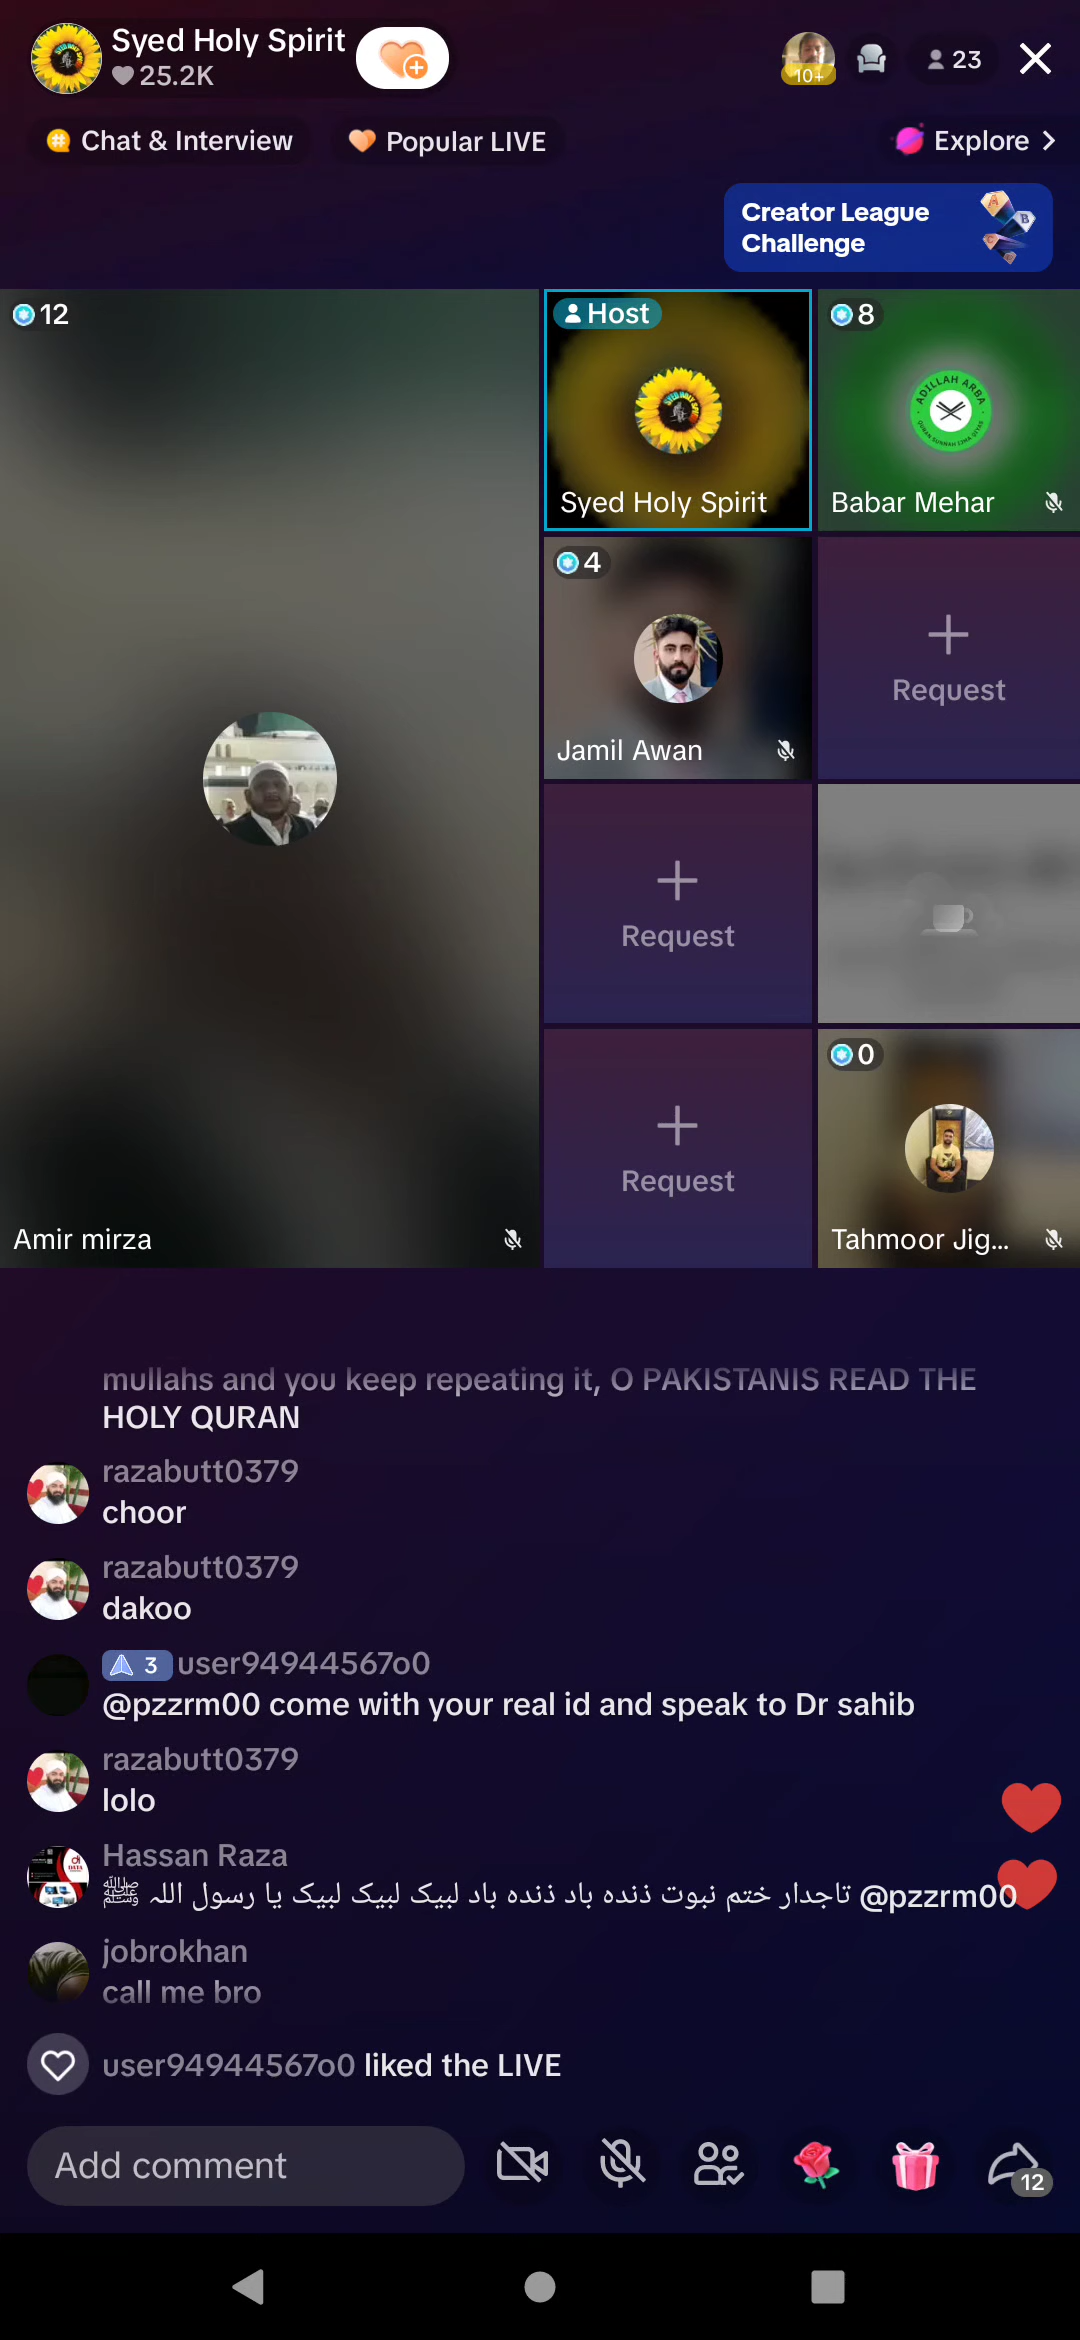 Syed Holy Spirit
25.2K
10+
23
Chat & Interview
Popular LIVE
Explore
Creator League
Challenge
12
Host
Syed Holy Spirit
8
ADILLAH ARBA
Babar Mehar
4
Jamil Awan
Request
Request
Request
0
Tahmoor Jig...
Amir mirza
mullahs and you keep repeating it, O PAKISTANIS READ THE
HOLY QURAN
razabutt0379
choor
razabutt0379
dakoo
3 user94944567o0
@pzzrm00 come with your real id and speak to Dr sahib
razabutt0379
lolo
Hassan Raza
@pzzrm00 تاجدار ختم نبوت ذندہ باد ذندہ باد لبیک لبیک لبیک یا رسول اللہ ﷺ
jobrokhan
call me bro
user94944567o0 liked the LIVE
Add comment
12